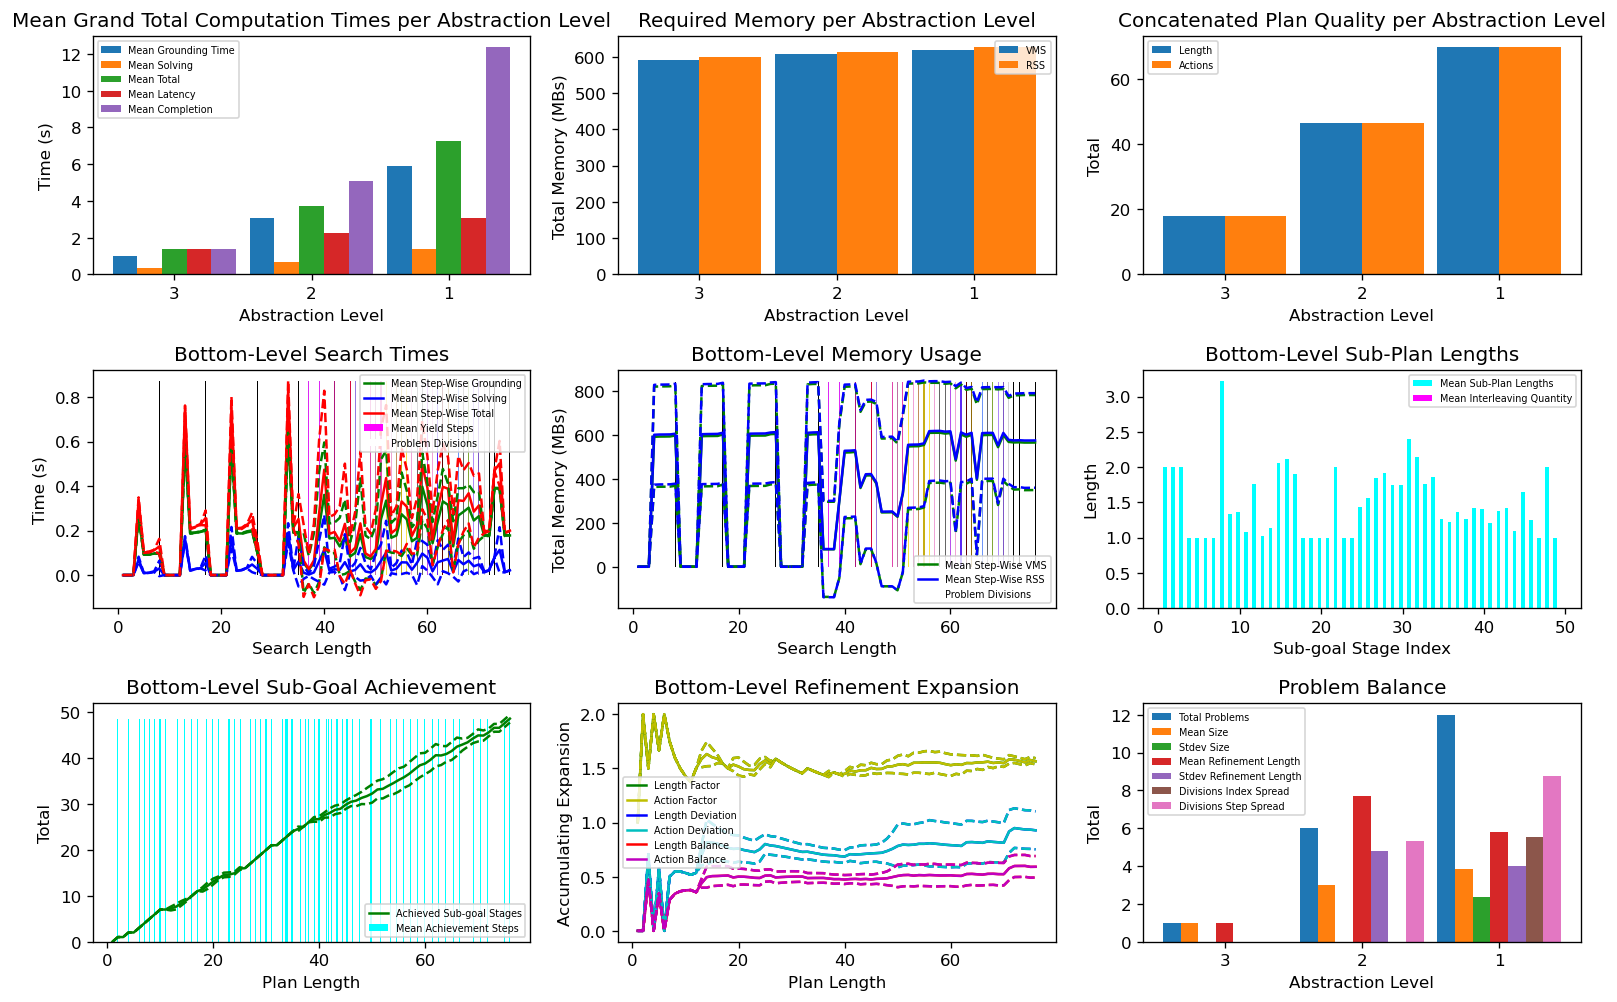 Mean Grand Total Computation Times per Abstraction Level
Time (s)
12
10
8
6
4
2
0
Mean Grounding Time
Mean Solving
Mean Total
Mean Latency
Mean Completion
3 2 1
Abstraction Level
Required Memory per Abstraction Level
Total Memory (MBs)
600
500
400
300
200
100
0
VMS
RSS
3 2 1
Abstraction Level
Concatenated Plan Quality per Abstraction Level
Total
60
40
20
0
Length
Actions
3 2 1
Abstraction Level
Bottom-Level Search Times
Time (s)
0.8
0.6
0.4
0.2
0.0
Mean Step-Wise Grounding
Mean Step-Wise Solving
Mean Step-Wise Total
Mean Yield Steps
Problem Divisions
0 20 40 60
Search Length
Bottom-Level Memory Usage
Total Memory (MBs)
800
600
400
200
0
Mean Step-Wise VMS
Mean Step-Wise RSS
Problem Divisions
0 20 40 60
Search Length
Bottom-Level Sub-Plan Lengths
Length
3.0
2.5
2.0
1.5
1.0
0.5
0.0
Mean Sub-Plan Lengths
Mean Interleaving Quantity
0 10 20 30 40 50
Sub-goal Stage Index
Bottom-Level Sub-Goal Achievement
Total
50
40
30
20
10
0
Achieved Sub-goal Stages
Mean Achievement Steps
0 20 40 60
Plan Length
Bottom-Level Refinement Expansion
Accumulating Expansion
2.0
1.5
1.0
0.5
0.0
Length Factor
Action Factor
Length Deviation
Action Deviation
Length Balance
Action Balance
0 20 40 60
Plan Length
Problem Balance
Total
12
10
8
6
4
2
0
Total Problems
Mean Size
Stdev Size
Mean Refinement Length
Stdev Refinement Length
Divisions Index Spread
Divisions Step Spread
3 2 1
Abstraction Level